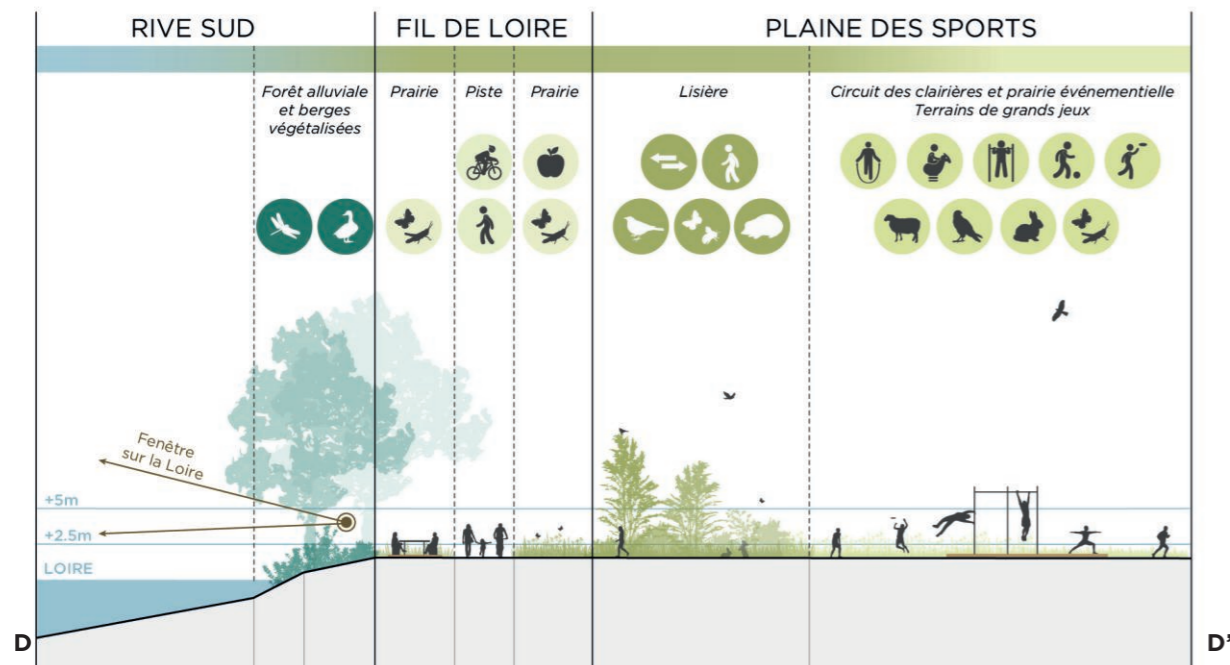 RIVE SUD
FIL DE LOIRE
PLAINE DES SPORTS
Forêt alluviale
et berges
végétalisées
Prairie
Piste
Prairie
Lisière
Circuit des clairières et prairie événementielle
Terrains de grands jeux
Fenêtre
sur la Loire
+5m
+2.5m
LOIRE
D
D'